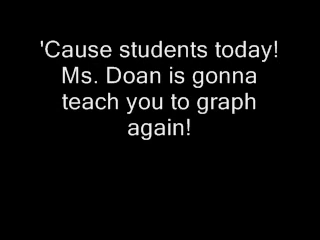 'Cause students today!
Ms. Doan is gonna
teach you to graph
again!